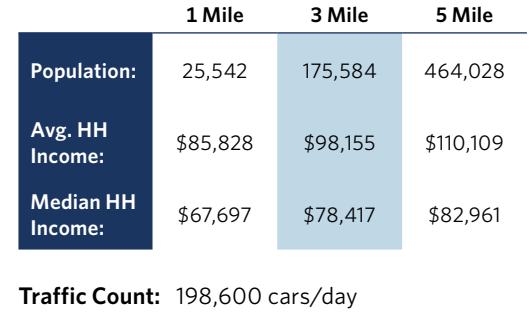 1 Mile 3 Mile 5 Mile
Population: 25,542 175,584 464,028
Avg. HH
Income: $85,828 $98,155 $110,109
Median HH
Income: $67,697 $78,417 $82,961
Traffic Count: 198,600 cars/day